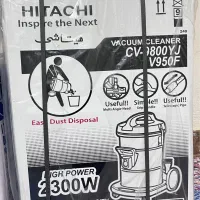 HITACHI
Inspire the Next
هيتاشي
VACUUM CLEANER
CV-9800YJ
V950F
Useful!!
Simple!!
Useful!!
Easy Dust Disposal
HIGH POWER
2300W